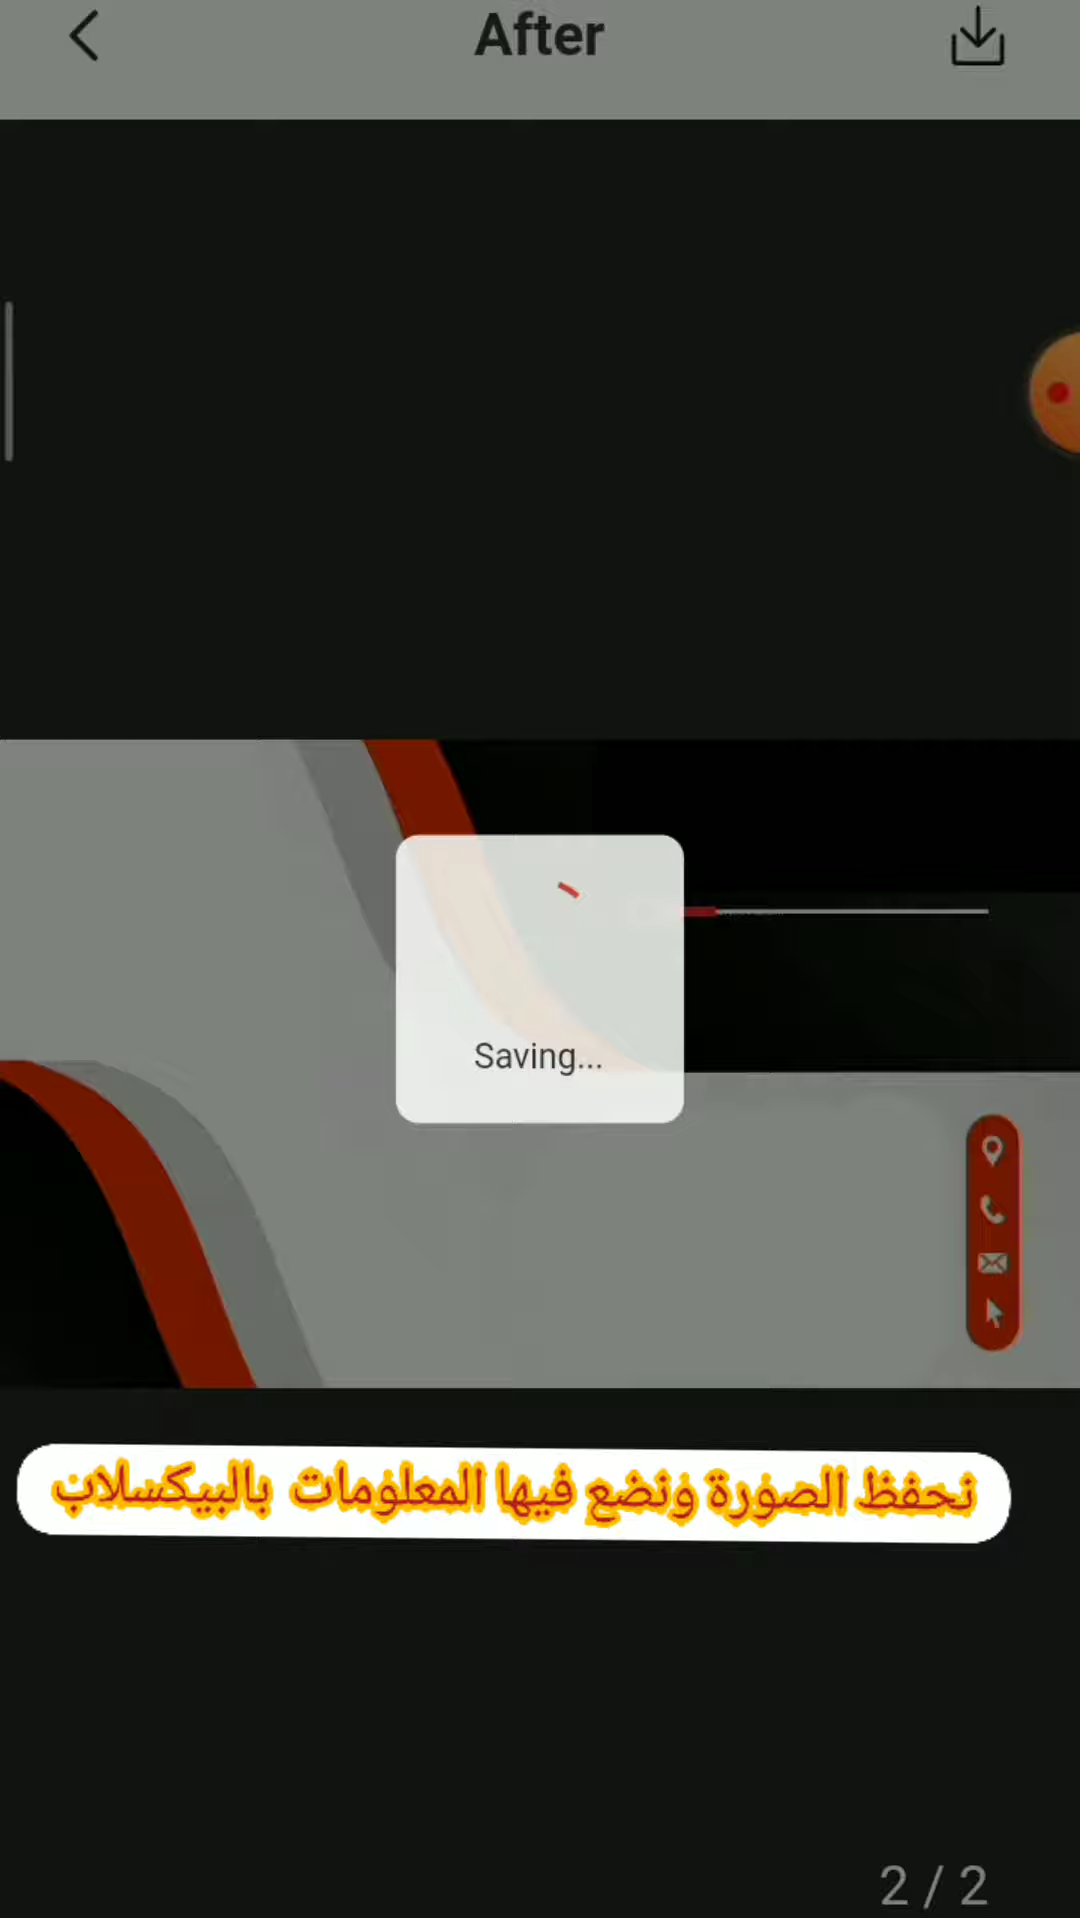 After
Saving...
نحفظ الصورة ونضع فيها المعلومات بالبيكسلاب
2 / 2